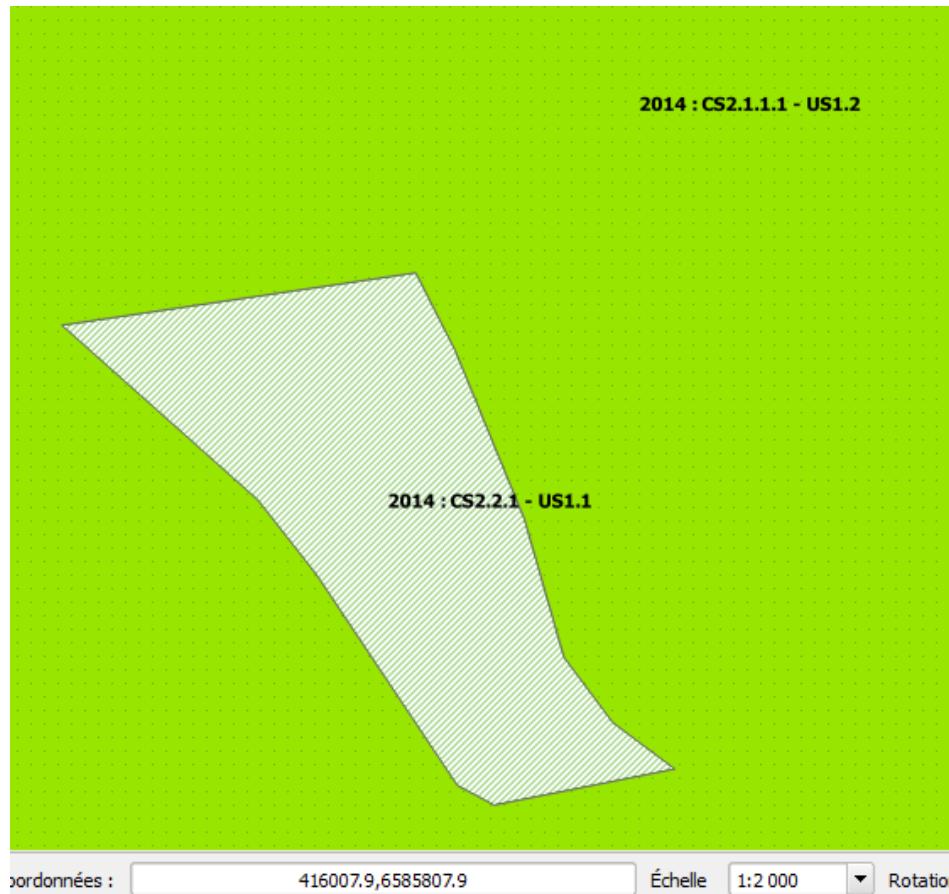 2014 : CS2.1.1.1 - US1.2
2014 : CS2.2.1 - US1.1
oordonnées : 416007.9,6585807.9 Échelle 1:2 000 Rotatio